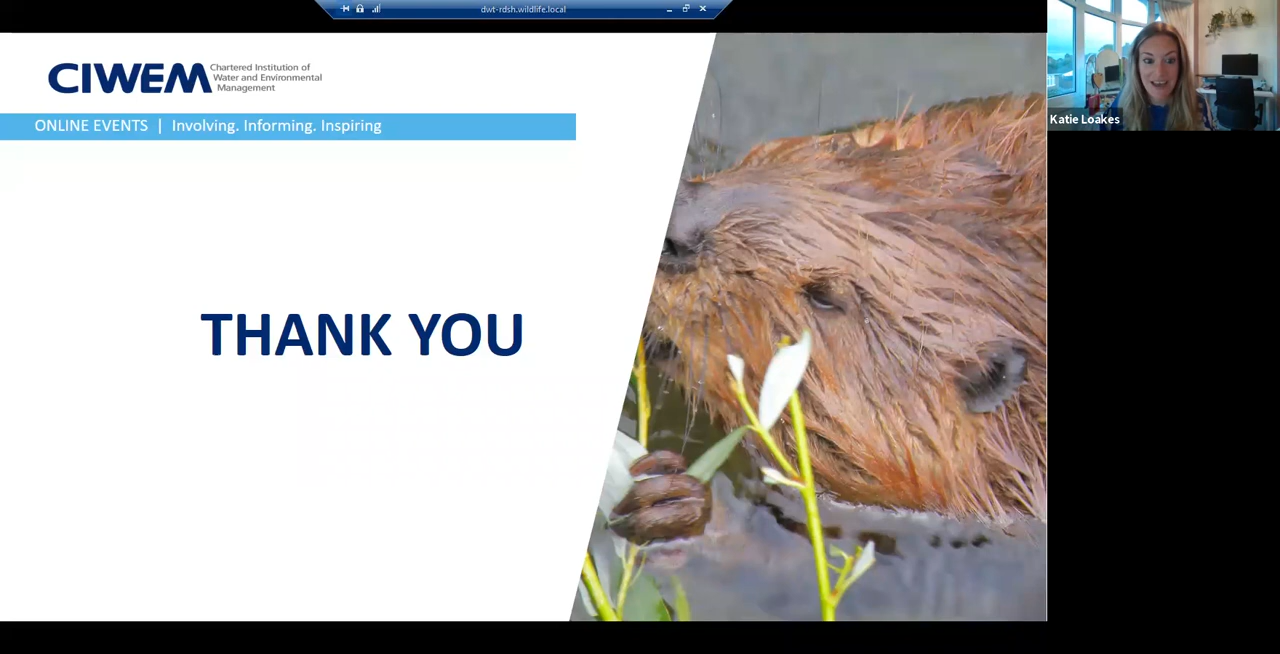 dwt-rdsh.wildlife.local
CIWEM
Chartered Institution of
Water and Environmental
Management
ONLINE EVENTS | Involving. Informing. Inspiring
THANK YOU
Katie Loakes